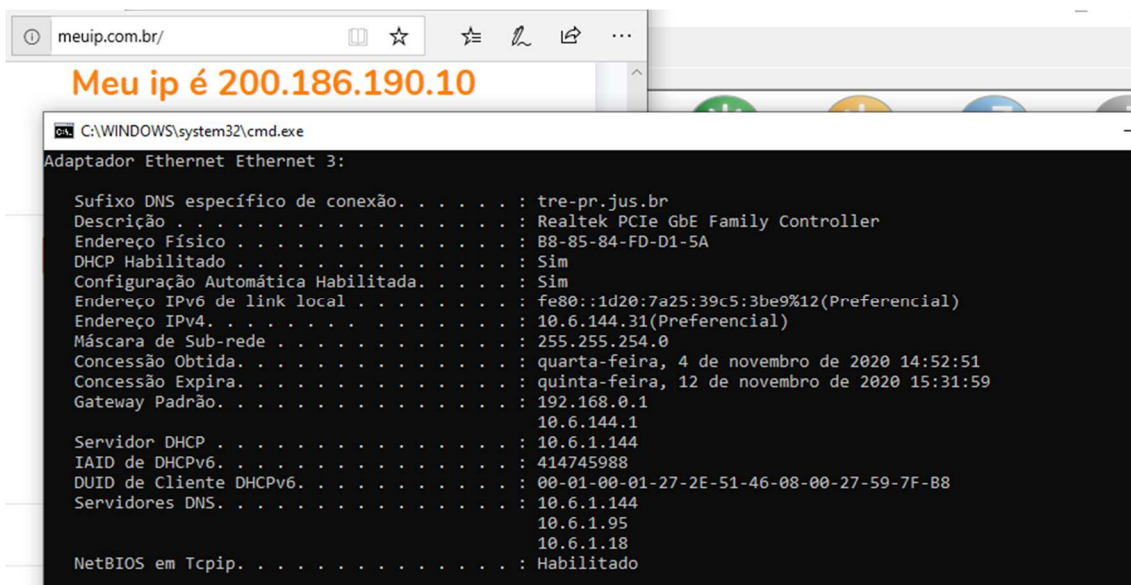 meuip.com.br/
Meu ip é 200.186.190.10
C:\WINDOWS\system32\cmd.exe
Adaptador Ethernet Ethernet 3:
Sufixo DNS específico de conexão. . . . . . : tre-pr.jus.br
Descrição . . . . . . . . . . . . . . . . . : Realtek PCIe GbE Family Controller
Endereço Físico . . . . . . . . . . . . . . : B8-85-84-FD-D1-5A
DHCP Habilitado . . . . . . . . . . . . . . : Sim
Configuração Automática Habilitada. . . . . : Sim
Endereço IPv6 de link local . . . . . . . . : fe80::1d20:7a25:39c5:3be9%12(Preferencial)
Endereço IPv4. . . . . . . . . . . . . . . : 10.6.144.31(Preferencial)
Máscara de Sub-rede . . . . . . . . . . . . : 255.255.254.0
Concessão Obtida. . . . . . . . . . . . . . : quarta-feira, 4 de novembro de 2020 14:52:51
Concessão Expira. . . . . . . . . . . . . . : quinta-feira, 12 de novembro de 2020 15:31:59
Gateway Padrão. . . . . . . . . . . . . . . : 192.168.0.1
10.6.144.1
Servidor DHCP . . . . . . . . . . . . . . . : 10.6.1.144
IAID de DHCPv6. . . . . . . . . . . . . . . : 414745988
DUID de Cliente DHCPv6. . . . . . . . . . . : 00-01-00-01-27-2E-51-46-08-00-27-59-7F-B8
Servidores DNS. . . . . . . . . . . . . . . : 10.6.1.144
10.6.1.95
10.6.1.18
NetBIOS em Tcpip. . . . . . . . . . . . . . : Habilitado